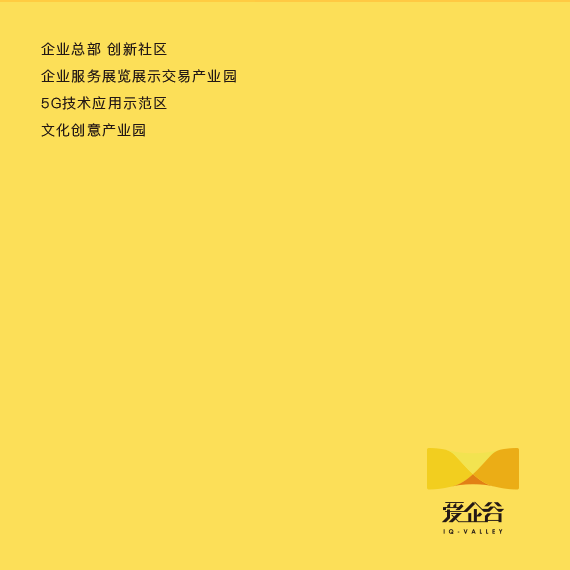 企业总部 创新社区
企业服务展览展示交易产业园
5G技术应用示范区
文化创意产业园
爱企谷
IQ-VALLEY